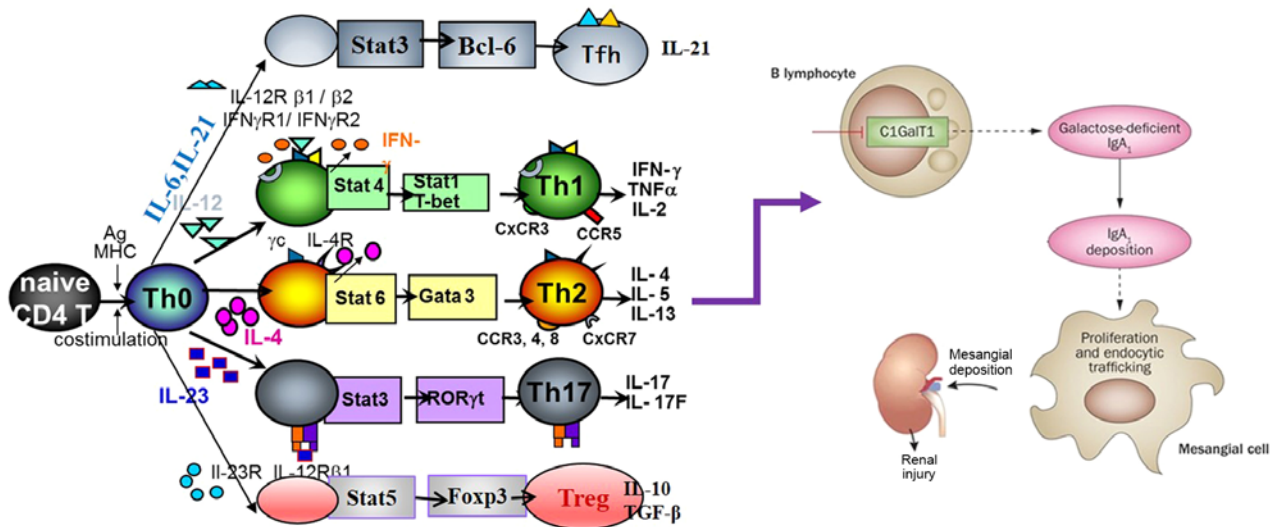 Stat3
Bcl-6
Tfh
IL-21
IL-12R β1 / β2
IFNγR1/ IFNγR2
IL-6,IL-21
IL-12
IFN-
γ
Stat 4
Stat1
T-bet
Th1
IFN-γ
TNFα
IL-2
CxCR3
CCR5
Ag
MHC
naive
CD4 T
Th0
costimulation
γc
IL-4R
IL-4
Stat 6
Gata 3
Th2
IL- 4
IL- 5
IL-13
CCR3, 4, 8
CxCR7
IL-23
Stat3
RORγt
Th17
IL-17
IL- 17F
Il-23R
IL-12Rβ1
Stat5
Foxp3
Treg
IL-10
TGF-β
B lymphocyte
C1GalT1
Galactose-deficient
IgA1
IgA1
deposition
Proliferation
and endocytic
trafficking
Mesangial cell
Mesangial
deposition
Renal
injury